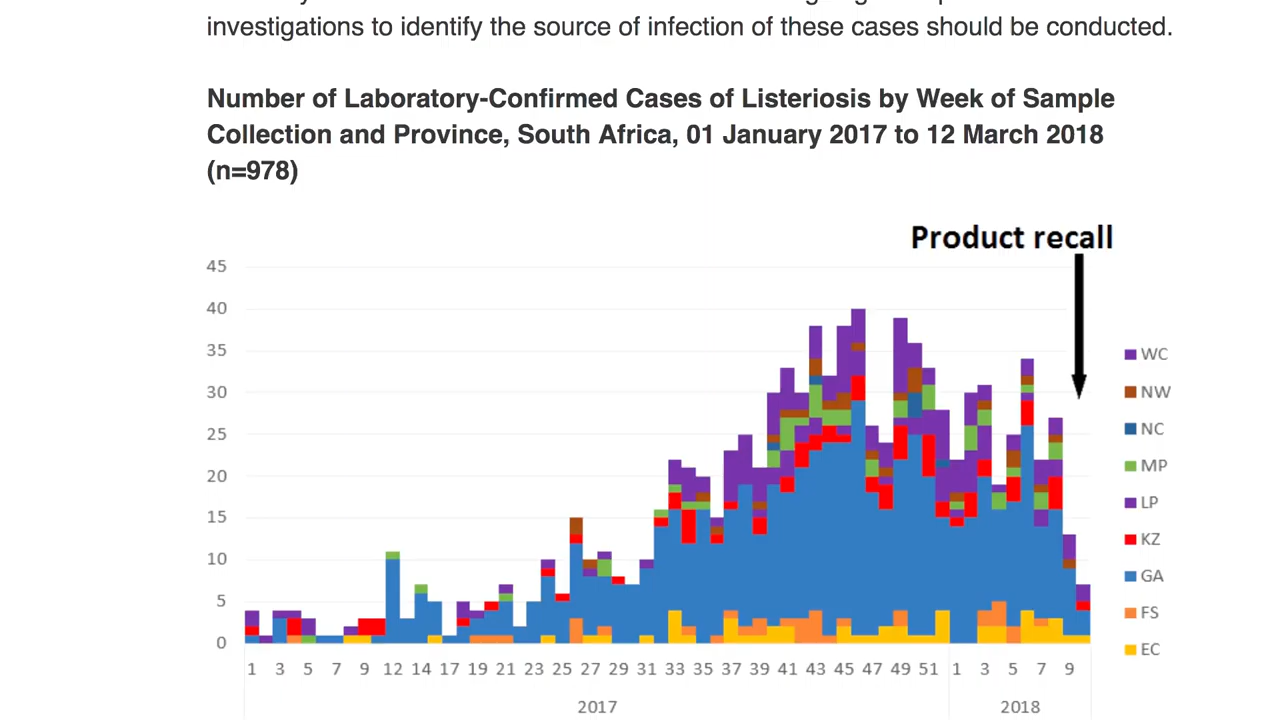 investigations to identify the source of infection of these cases should be conducted.
Number of Laboratory-Confirmed Cases of Listeriosis by Week of Sample
Collection and Province, South Africa, 01 January 2017 to 12 March 2018
(n=978)
Product recall
45
40
35
30
25
20
15
10
5
0
WC
NW
NC
MP
LP
KZ
GA
FS
EC
1 3 5 7 9 12 14 17 19 21 23 25 27 29 31 33 35 37 39 41 43 45 47 49 51 1 3 5 7 9
2017 2018